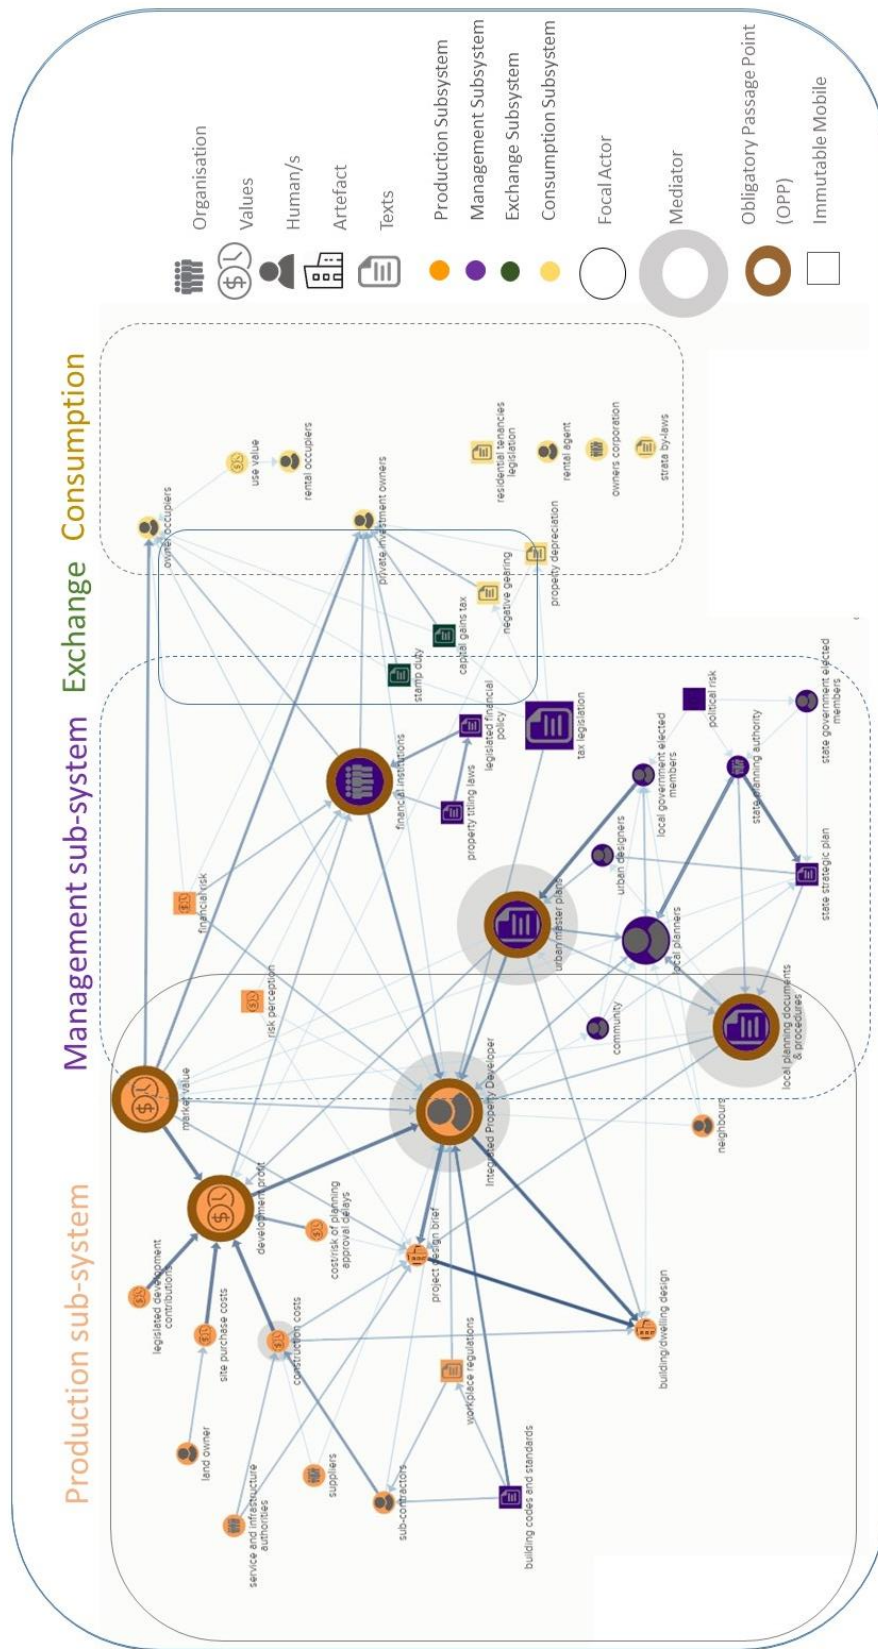 Production sub-system
Management sub-system
Exchange
Consumption
legislated development
contributions
land owner
site purchase costs
service and infrastructure
authorities
suppliers
sub-contractors
building codes and standards
construction costs
workplace regulations
development profit
cost/risk of planning
approval delays
project design brief
building/dwelling design
market value
risk perception
Integrated Property Developer
neighbours
community
local planning documents
& procedures
financial risk
urban master plans
local planners
state strategic plan
urban designers
financial institutions
property titling laws
legislated financial
policy
tax legislation
local government elected
members
state planning authority
political risk
state government elected
members
stamp duty
capital gains tax
negative gearing
property depreciation
owner occupiers
private investment owners
use value
rental occupiers
residential tenancies
legislation
rental agent
owners corporation
strata by-laws
Organisation
Values
Human/s
Artefact
Texts
Production Subsystem
Management Subsystem
Exchange Subsystem
Consumption Subsystem
Focal Actor
Mediator
Obligatory Passage Point
(OPP)
Immutable Mobile